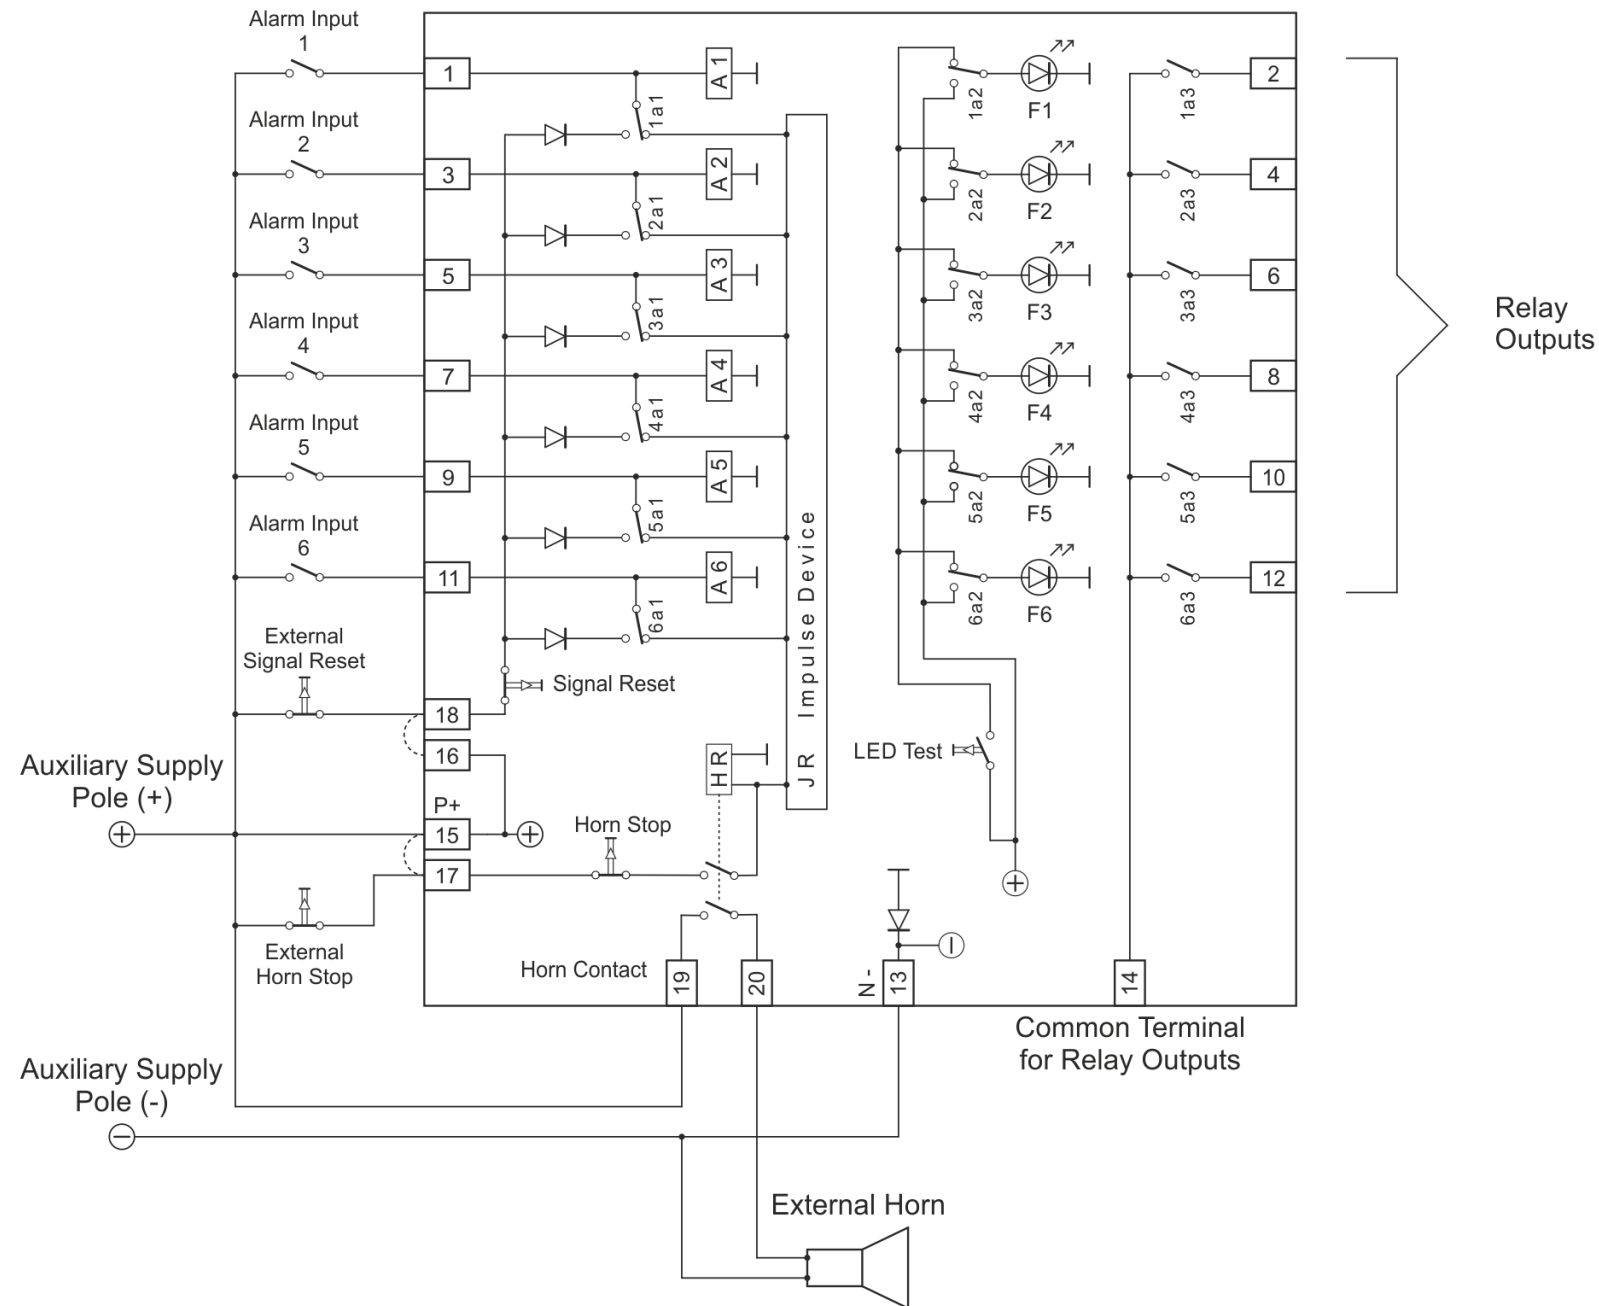 Alarm Input
1
1
A 1
1a1
1a2
F1
1a3
2
Alarm Input
2
3
A 2
2a1
2a2
F2
2a3
4
Alarm Input
3
5
A 3
3a1
3a2
F3
3a3
6
Relay
Outputs
Alarm Input
4
7
A 4
4a1
4a2
F4
4a3
8
Alarm Input
5
9
A 5
5a1
5a2
F5
5a3
10
Alarm Input
6
11
A 6
6a1
6a2
F6
6a3
12
JR Impulse Device
External
Signal Reset
Signal Reset
18
16
HR
LED Test
Auxiliary Supply
Pole (+)
P+
15
17
Horn Stop
External
Horn Stop
Horn Contact
19
20
N -
13
14
Common Terminal
for Relay Outputs
Auxiliary Supply
Pole (-)
External Horn